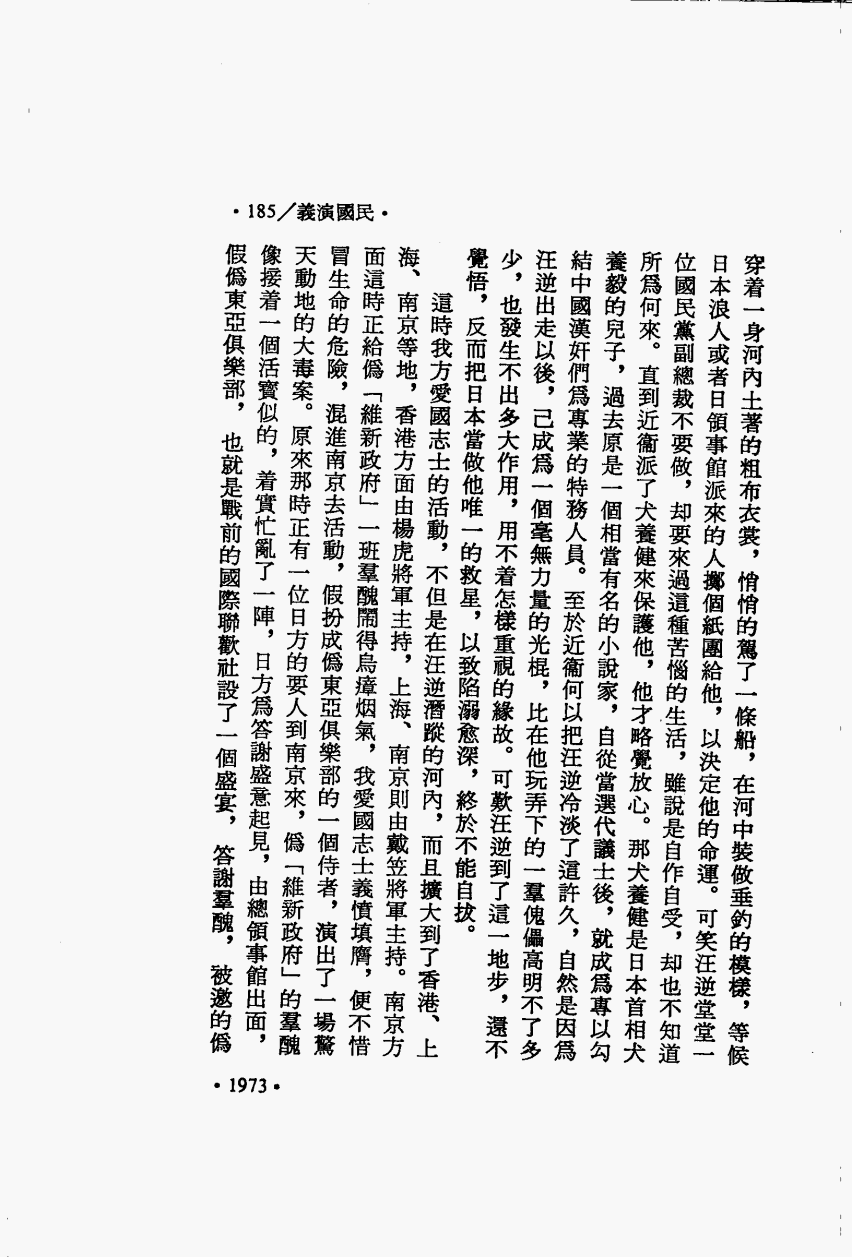 •185／義演國民•
穿着一身河內土著的粗布衣裳，悄悄的駕了一條船，在河中裝做垂釣的模樣，等候
日本浪人或者日領事館派來的人擲個紙團給他，以決定他的命運。可笑汪逆堂堂一
位國民黨副總裁不要做，却要來過這種苦惱的生活，雖說是自作自受，却也不知道
所爲何來。直到近衞派了犬養健來保護他，他才略覺放心。那犬養健是日本首相犬
養毅的兒子，過去原是一個相當有名的小說家，自從當選代議士後，就成爲專以勾
結中國漢奸們爲專業的特務人員。至於近衞何以把汪逆冷淡了這許久，自然是因爲
汪逆出走以後，己成爲一個毫無力量的光棍，比在他玩弄下的一羣傀儡高明不了多
少，也發生不出多大作用，用不着怎樣重視的緣故。可歎汪逆到了這一地步，還不
覺悟，反而把日本當做他唯一的救星，以致陷溺愈深，終於不能自拔。
這時我方愛國志士的活動，不但是在汪逆潛蹤的河內，而且擴大到了香港、上
海、南京等地，香港方面由楊虎將軍主持，上海、南京則由戴笠將軍主持。南京方
面這時正給僞「維新政府」一班羣醜鬧得烏瘴烟氣，我愛國志士義憤填膺，便不惜
冒生命的危險，混進南京去活動，假扮成僞東亞俱樂部的一個侍者，演出了一場驚
天動地的大毒案。原來那時正有一位日方的要人到南京來，僞「維新政府」的羣醜
像接着一個活寳似的，着實忙亂了一陣，日方爲答謝盛意起見，由總領事館出面，
假僞東亞俱樂部，也就是戰前的國際聯歡社設了一個盛宴，答謝羣醜，被邀的僞
•1973•